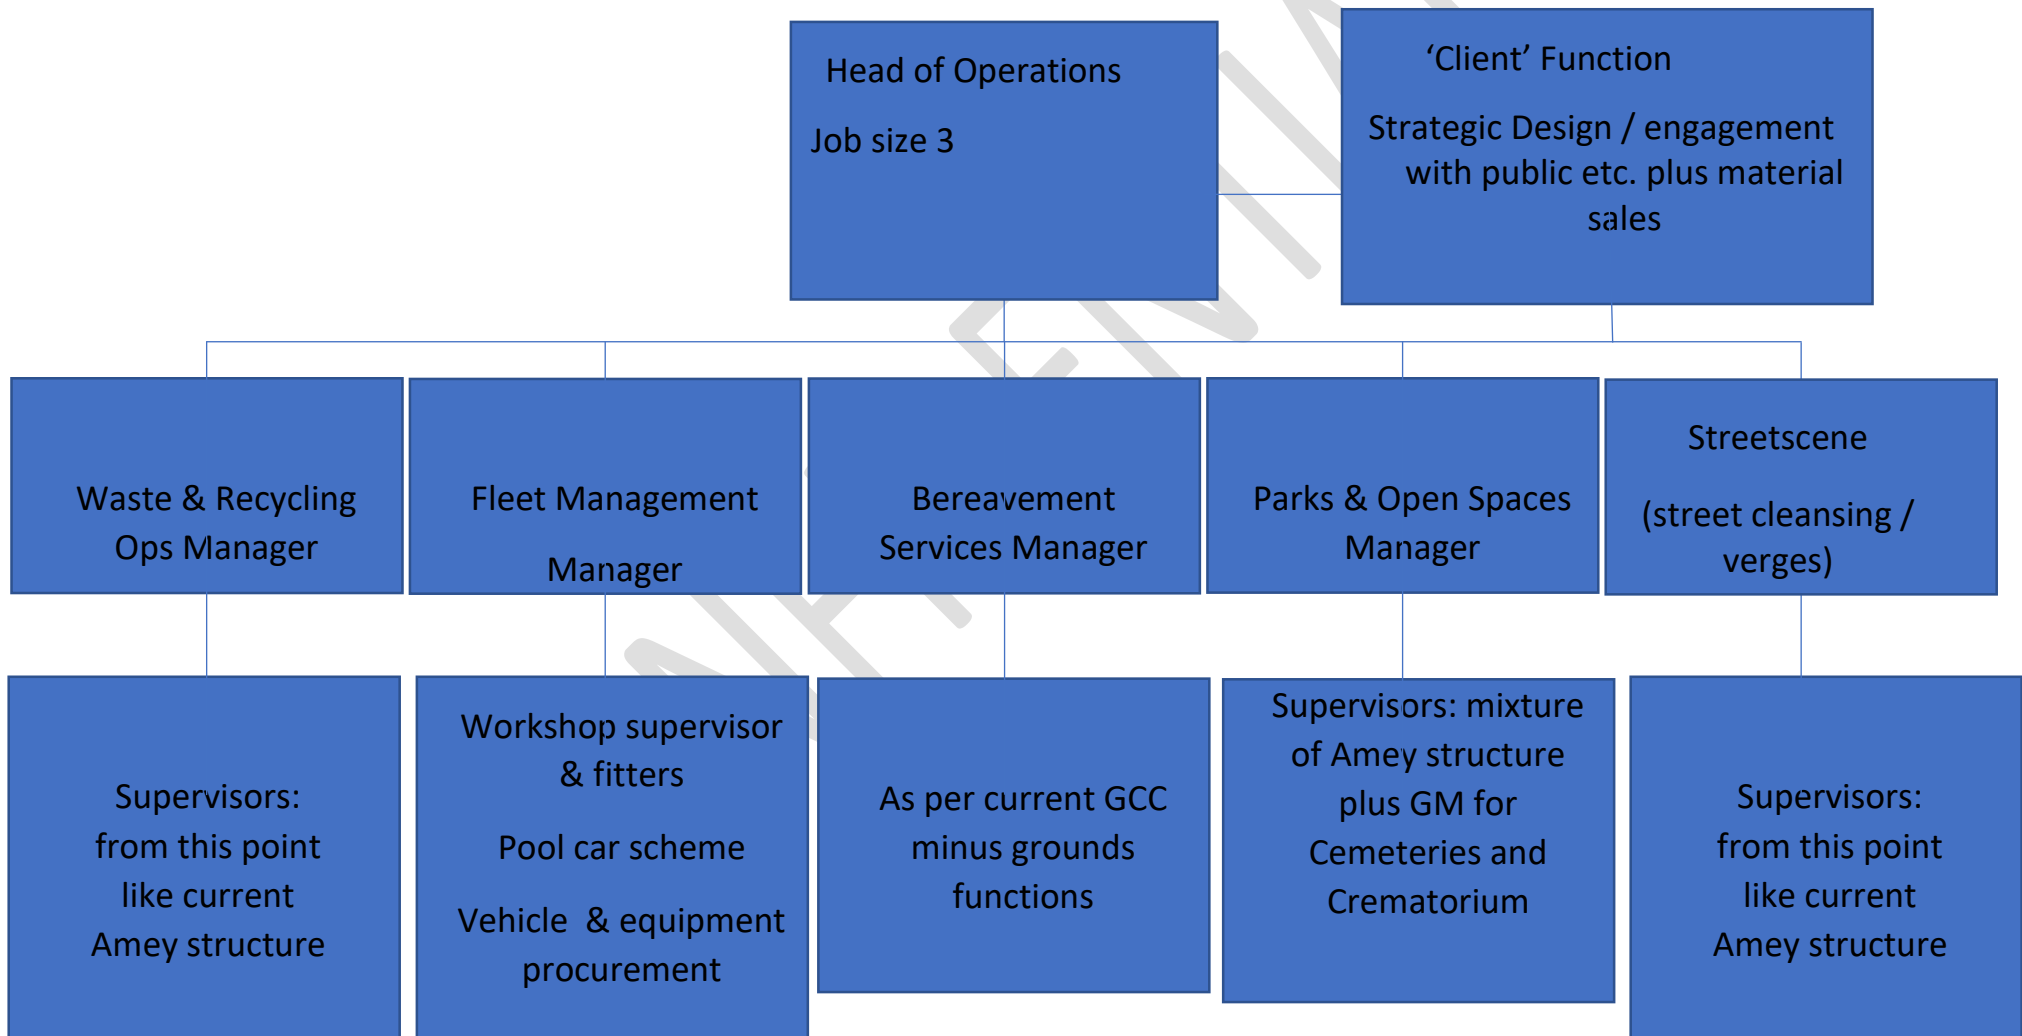 Head of Operations
Job size 3
‘Client’ Function
Strategic Design / engagement
with public etc. plus material
sales
Waste & Recycling
Ops Manager
Fleet Management
Manager
Bereavement
Services Manager
Parks & Open Spaces
Manager
Streetscene
(street cleansing /
verges)
Supervisors:
from this point
like current
Amey structure
Workshop supervisor
& fitters
Pool car scheme
Vehicle & equipment
procurement
As per current GCC
minus grounds
functions
Supervisors: mixture
of Amey structure
plus GM for
Cemeteries and
Crematorium
Supervisors:
from this point
like current
Amey structure